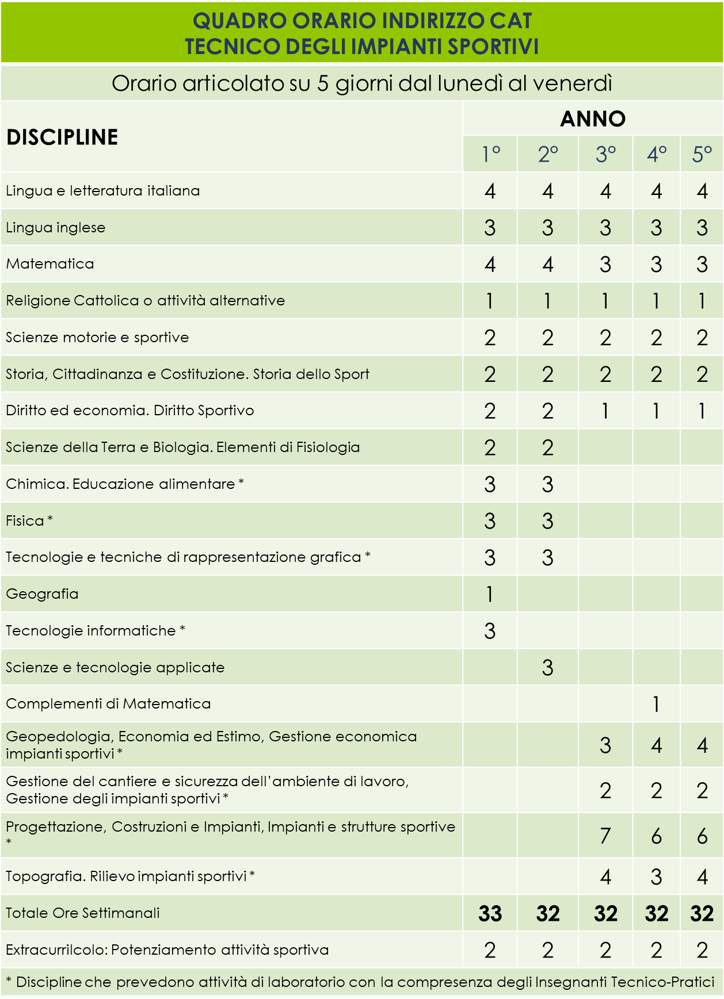 QUADRO ORARIO INDIRIZZO CAT
TECNICO DEGLI IMPIANTI SPORTIVI
Orario articolato su 5 giorni dal lunedì al venerdì
DISCIPLINE
ANNO
1° 2° 3° 4° 5°
Lingua e letteratura italiana 4 4 4 4 4
Lingua inglese 3 3 3 3 3
Matematica 4 4 3 3 3
Religione Cattolica o attività alternative 1 1 1 1 1
Scienze motorie e sportive 2 2 2 2 2
Storia, Cittadinanza e Costituzione. Storia dello Sport 2 2 2 2 2
Diritto ed economia. Diritto Sportivo 2 2 1 1 1
Scienze della Terra e Biologia. Elementi di Fisiologia 2 2
Chimica. Educazione alimentare * 3 3
Fisica * 3 3
Tecnologie e tecniche di rappresentazione grafica * 3 3
Geografia 1
Tecnologie informatiche * 3
Scienze e tecnologie applicate 3
Complementi di Matematica 1
Geopedologia, Economia ed Estimo, Gestione economica
impianti sportivi * 3 4 4
Gestione del cantiere e sicurezza dell’ambiente di lavoro,
Gestione degli impianti sportivi * 2 2 2
Progettazione, Costruzioni e Impianti, Impianti e strutture sportive
* 7 6 6
Topografia. Rilievo impianti sportivi * 4 3 4
Totale Ore Settimanali 33 32 32 32 32
Extracurrilcolo: Potenziamento attività sportiva 2 2 2 2 2
* Discipline che prevedono attività di laboratorio con la compresenza degli Insegnanti Tecnico-Pratici